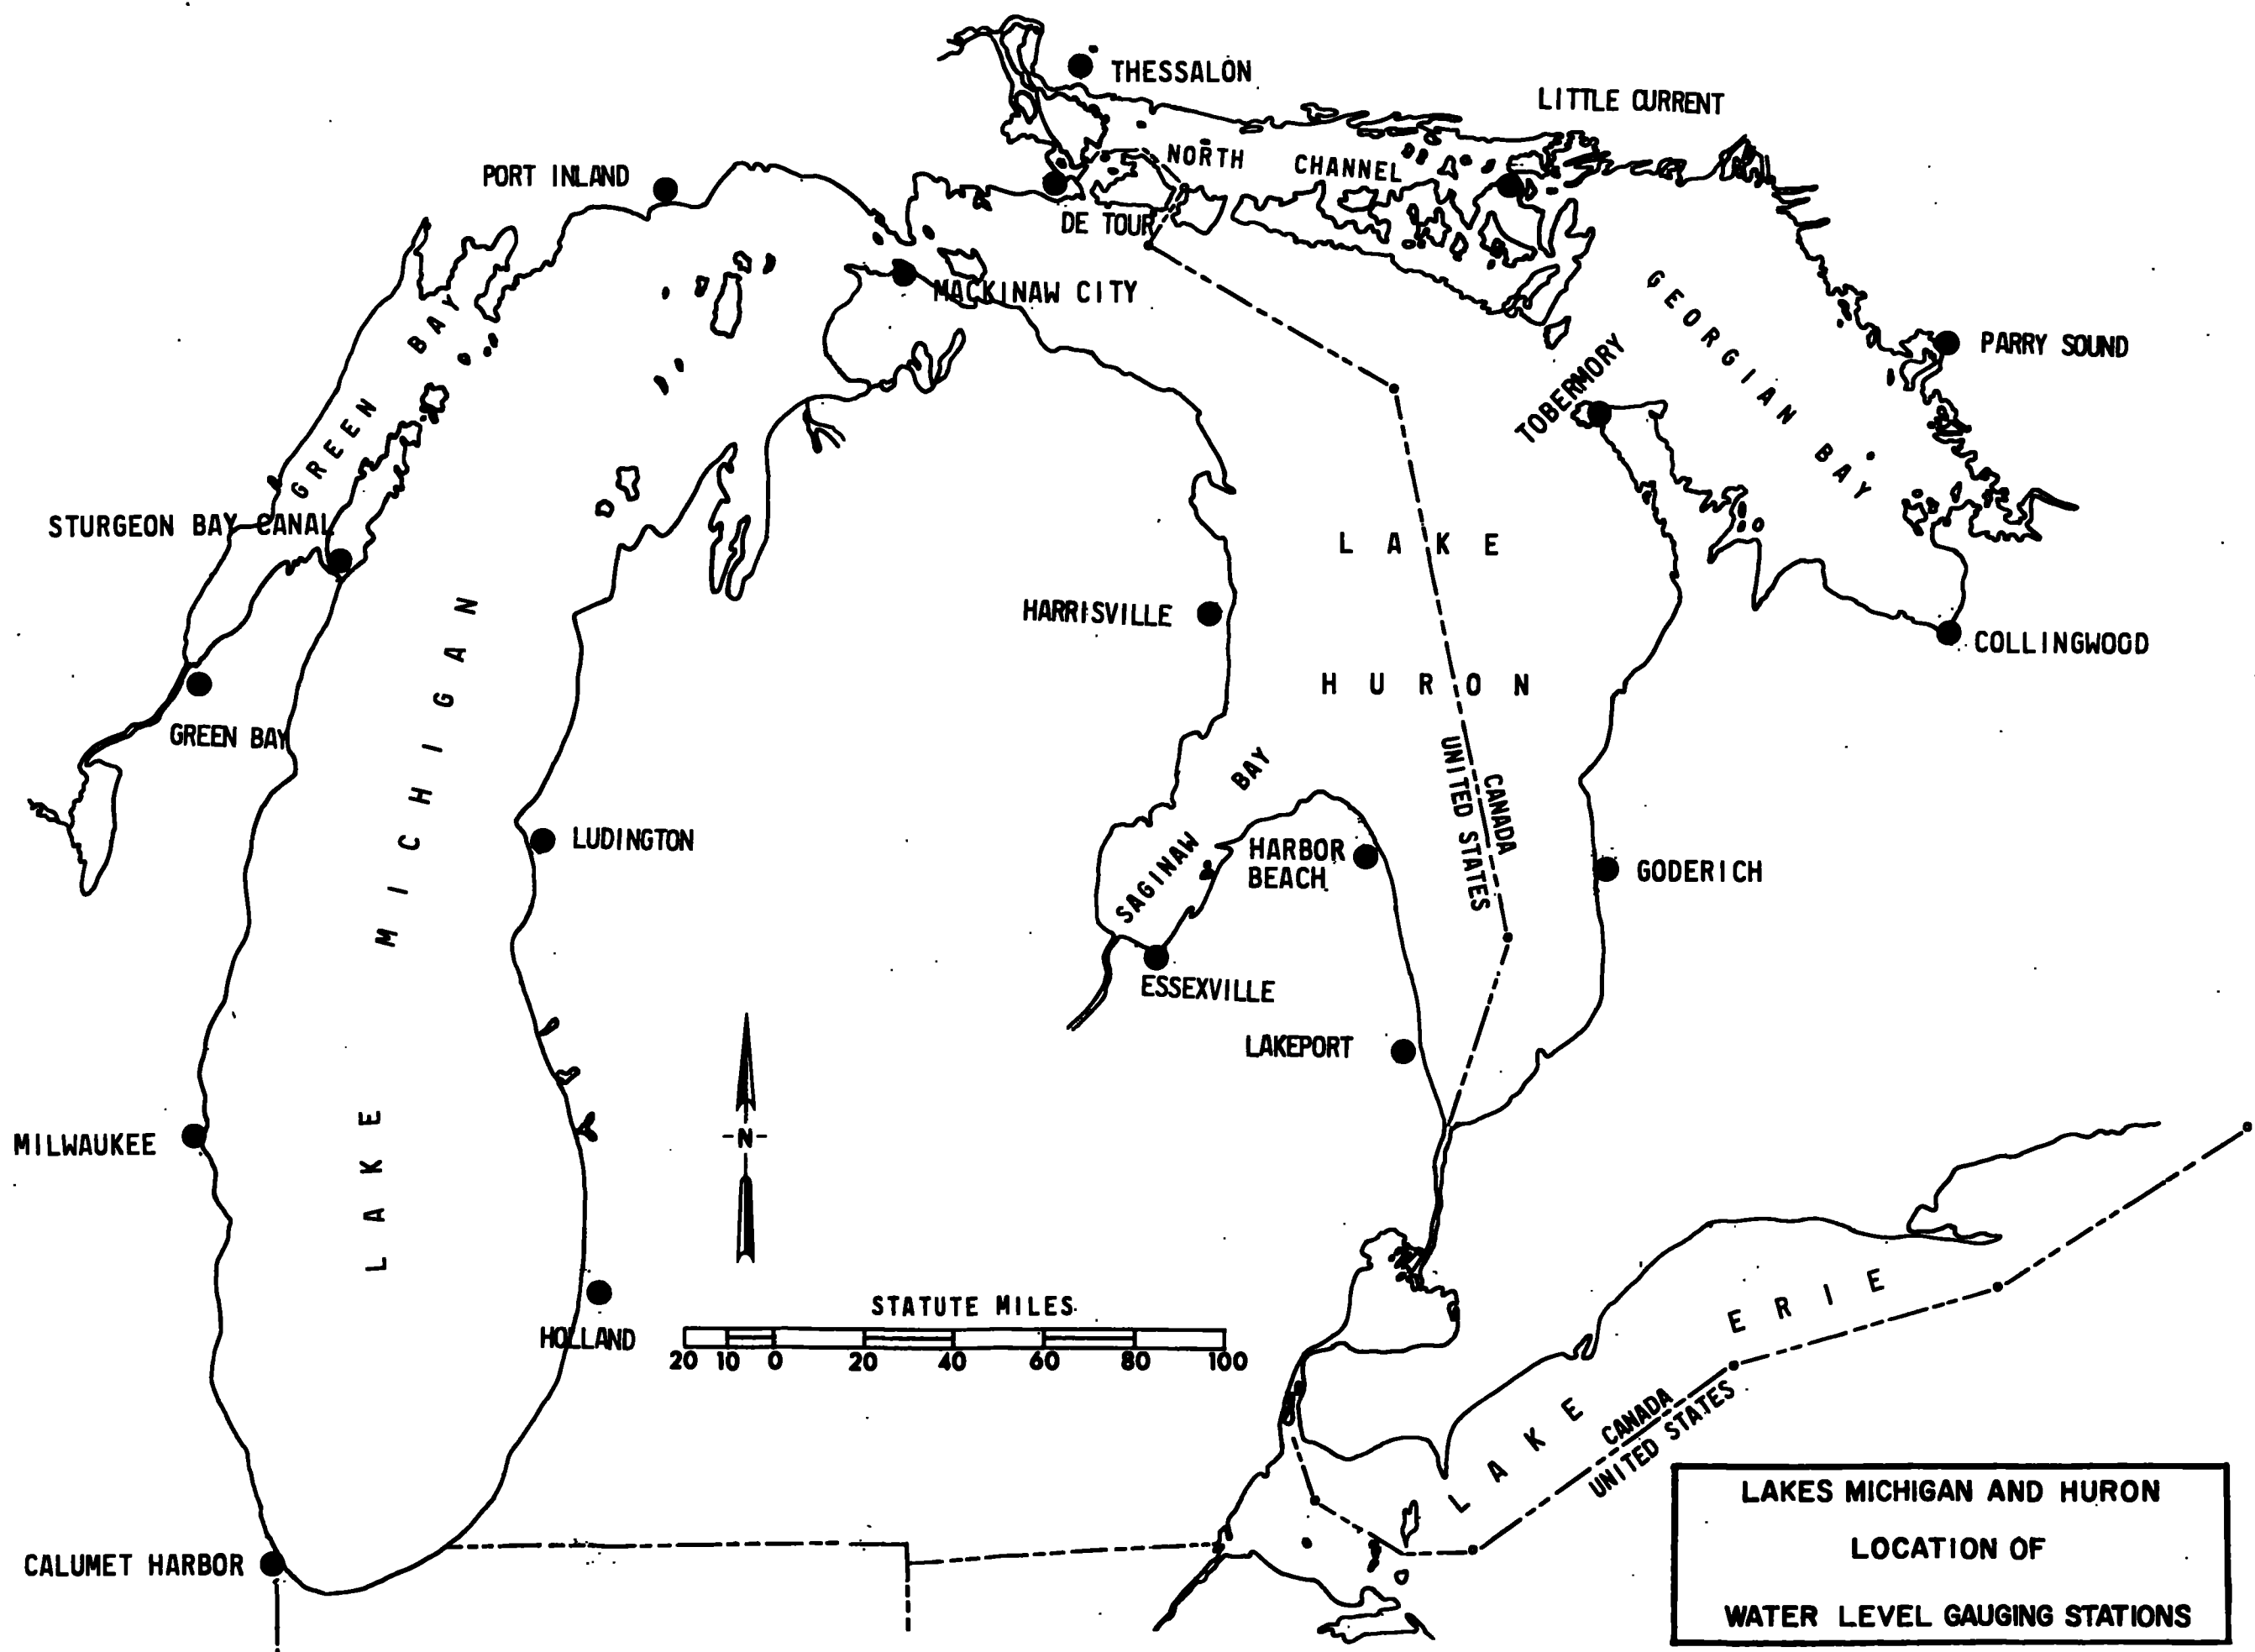 THESSALON
LITTLE CURRENT
NORTH CHANNEL
PORT INLAND
DE TOUR
MACKINAW CITY
GEORGIAN BAY
PARRY SOUND
TOBERMORY
GREEN BAY
STURGEON BAY CANAL
LAKE
HURON
HARRISVILLE
COLLINGWOOD
GREEN BAY
LAKE MICHIGAN
CANADA
UNITED STATES
SAGINAW BAY
LUDINGTON
HARBOR
BEACH
GODERICH
ESSEXVILLE
LAKEPORT
MILWAUKEE
-N-
HOLLAND
STATUTE MILES
20 10 0 20 40 60 80 100
LAKE ERIE
CANADA
UNITED STATES
CALUMET HARBOR
LAKES MICHIGAN AND HURON
LOCATION OF
WATER LEVEL GAUGING STATIONS